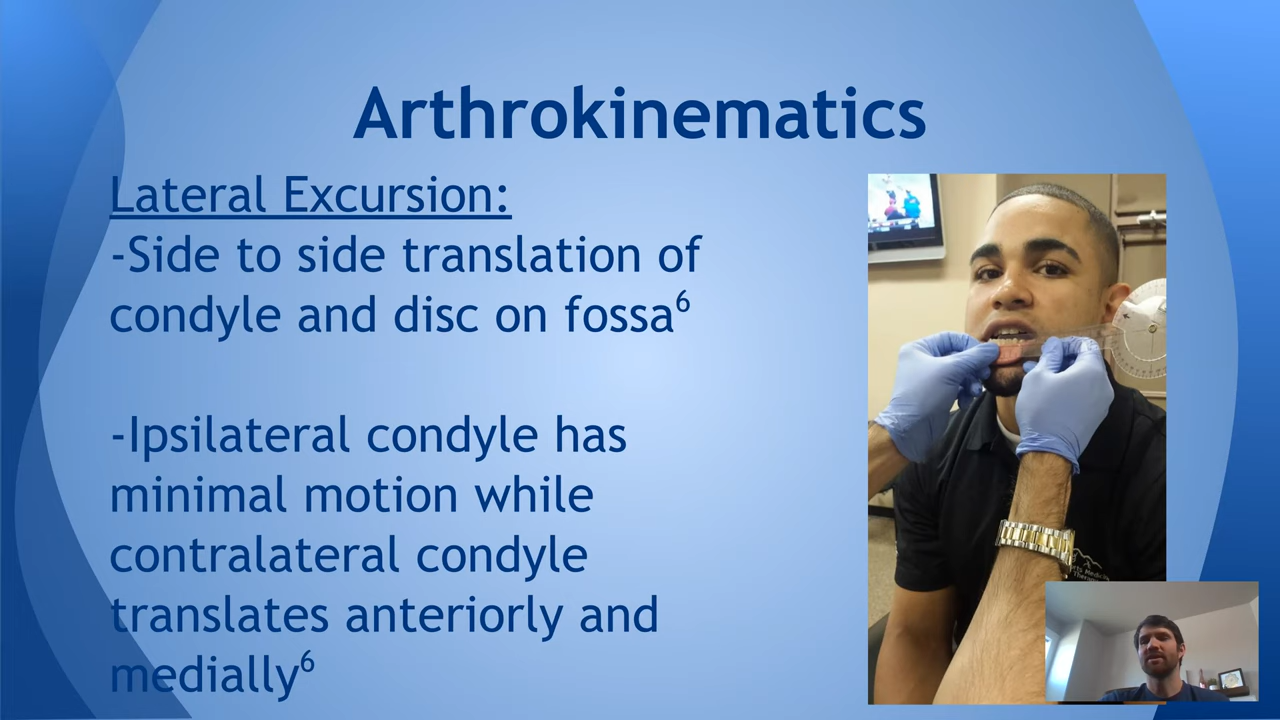 Arthrokinematics
Lateral Excursion:
-Side to side translation of
condyle and disc on fossa⁶
-Ipsilateral condyle has
minimal motion while
contralateral condyle
translates anteriorly and
medially⁶